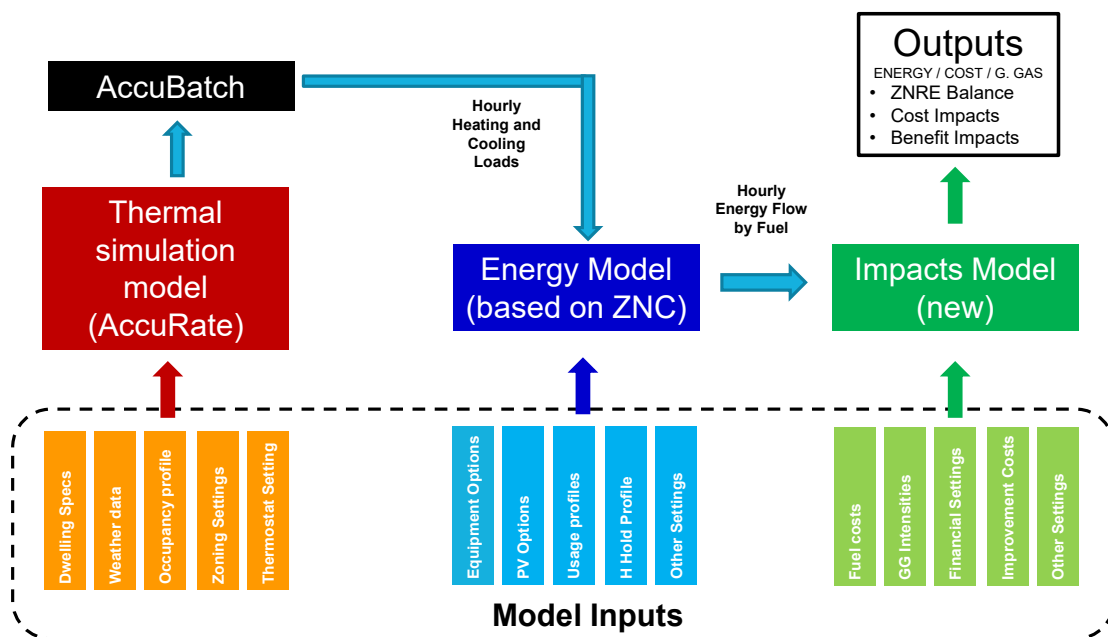 Outputs
ENERGY / COST / G. GAS
• ZNRE Balance
• Cost Impacts
• Benefit Impacts
AccuBatch
Hourly
Heating and
Cooling
Loads
Thermal
simulation
model
(AccuRate)
Energy Model
(based on ZNC)
Hourly
Energy Flow
by Fuel
Impacts Model
(new)
Dwelling Specs
Weather data
Occupancy profile
Zoning Settings
Thermostat Setting
Equipment Options
PV Options
Usage profiles
H Hold Profile
Other Settings
Fuel costs
GG Intensities
Financial Settings
Improvement Costs
Other Settings
Model Inputs